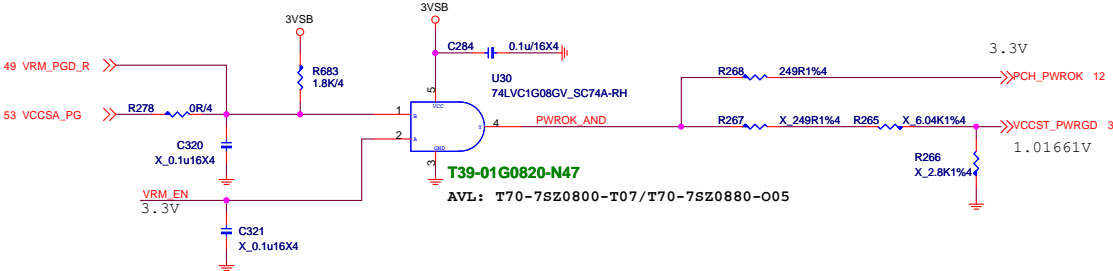 3VSB
3VSB
C284
0.1u/16X4
3.3V
49 VRM_PGD_R
R683
1.8K/4
U30
74LVC1G08GV_SC74A-RH
R268
249R1%4
PCH_PWROK 12
53 VCCSA_PG
R278
0R/4
1
2
5
VCC
B
A
Y
GND
3
4
PWROK_AND
R267
X_249R1%4
R265
X_6.04K1%4
VCCST_PWRGD 3
1.01661V
C320
X_0.1u16X4
R266
X_2.8K1%4
T39-01G0820-N47
AVL: T70-7SZ0800-T07/T70-7SZ0880-O05
VRM_EN
3.3V
C321
X_0.1u16X4